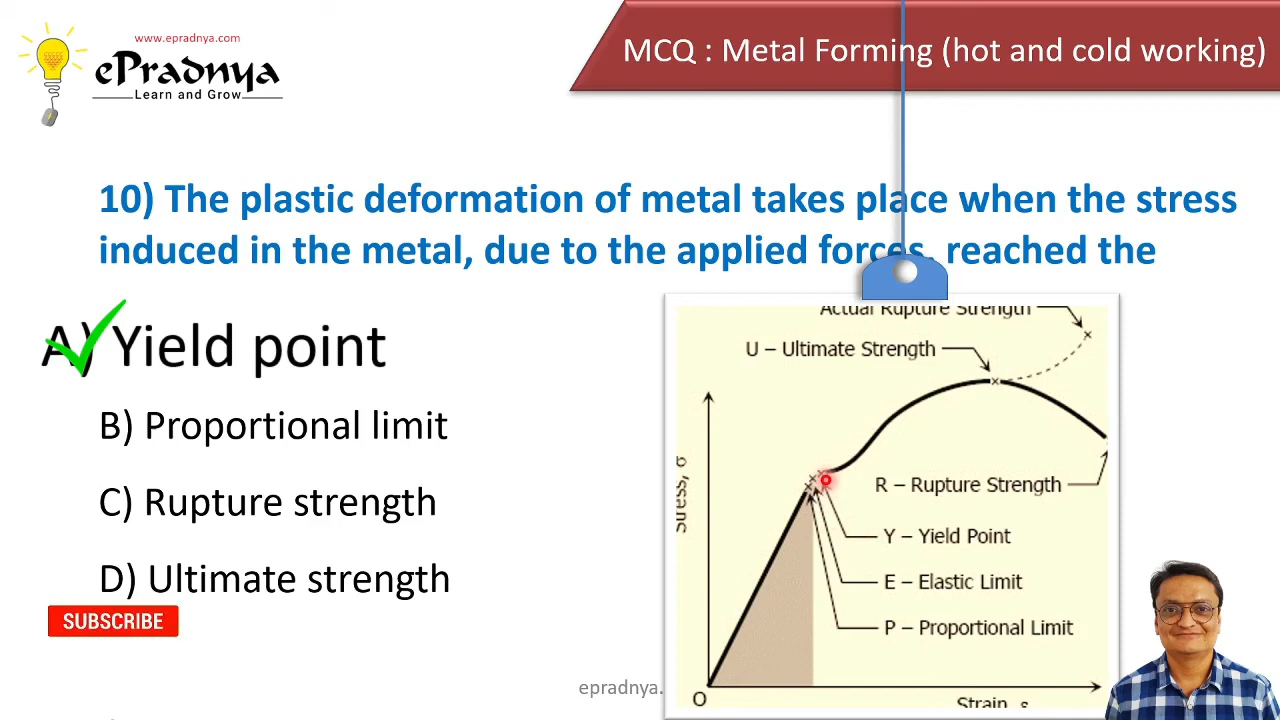 www.epradnya.com
ePradnya
Learn and Grow
MCQ : Metal Forming (hot and cold working)
10) The plastic deformation of metal takes place when the stress
induced in the metal, due to the applied forces, reached the
A) Yield point
B) Proportional limit
C) Rupture strength
D) Ultimate strength
SUBSCRIBE
Actual Rupture Strength
U – Ultimate Strength
Stress, σ
R – Rupture Strength
Y – Yield Point
E – Elastic Limit
P – Proportional Limit
O
Strain, ε
epradnya.